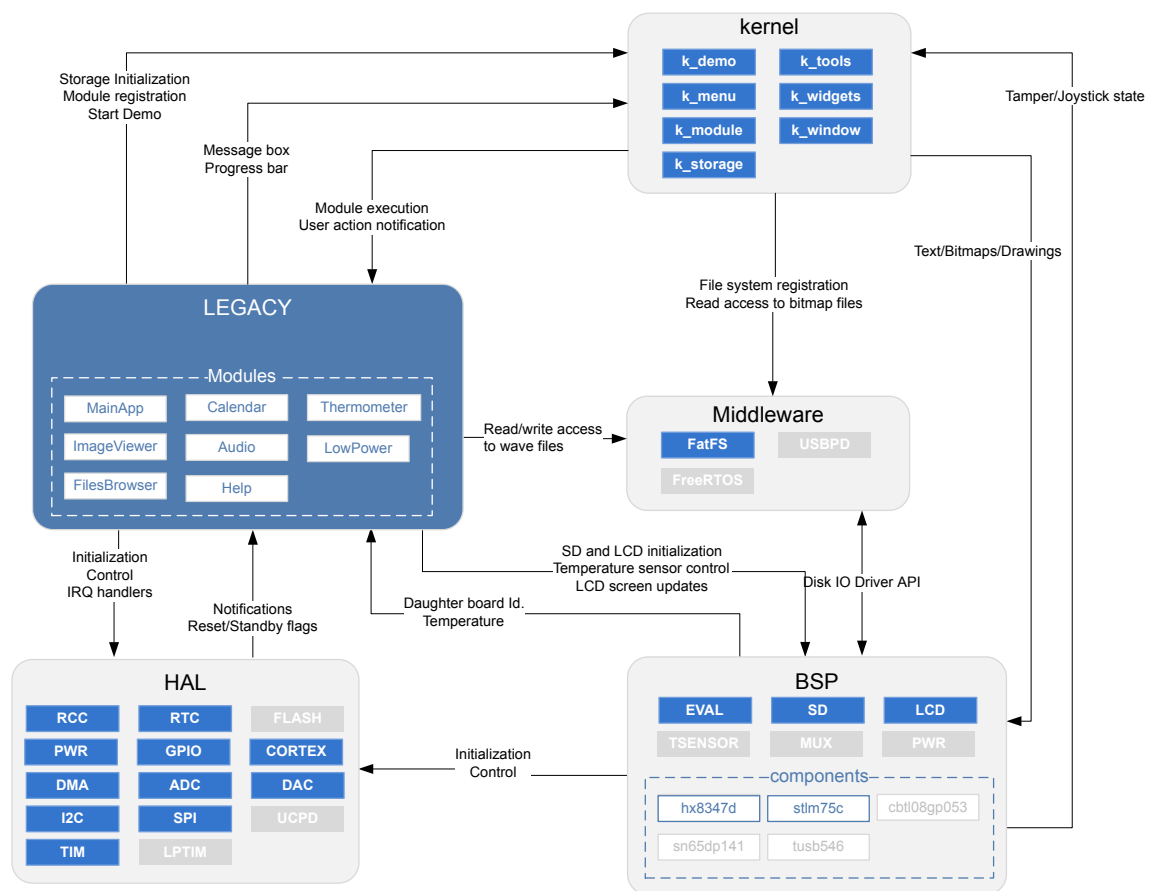 kernel
k_demo
k_tools
k_menu
k_widgets
k_module
k_window
k_storage
Storage Initialization
Module registration
Start Demo
Message box
Progress bar
Module execution
User action notification
Tamper/Joystick state
Text/Bitmaps/Drawings
File system registration
Read access to bitmap files
LEGACY
Modules
MainApp
Calendar
Thermometer
ImageViewer
Audio
LowPower
FilesBrowser
Help
Read/write access
to wave files
Middleware
FatFS
USBPD
FreeRTOS
Initialization
Control
IRQ handlers
Notifications
Reset/Standby flags
SD and LCD initialization
Temperature sensor control
LCD screen updates
Daughter board Id.
Temperature
Disk IO Driver API
HAL
RCC
RTC
FLASH
PWR
GPIO
CORTEX
DMA
ADC
DAC
I2C
SPI
UCPD
TIM
LPTIM
Initialization
Control
BSP
EVAL
SD
LCD
TSENSOR
MUX
PWR
components
hx8347d
stlm75c
cbtl08gp053
sn65dp141
tusb546